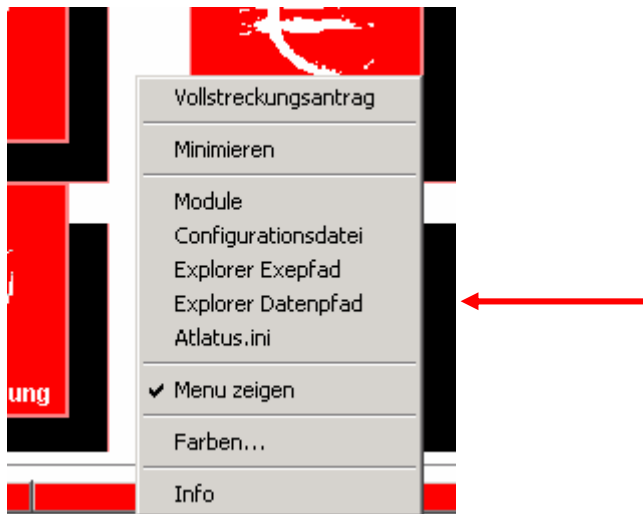 Vollstreckungsantrag
Minimieren
Module
Configurationsdatei
Explorer Exepfad
Explorer Datenpfad
Atlatus.ini
ung
Menu zeigen
Farben...
Info